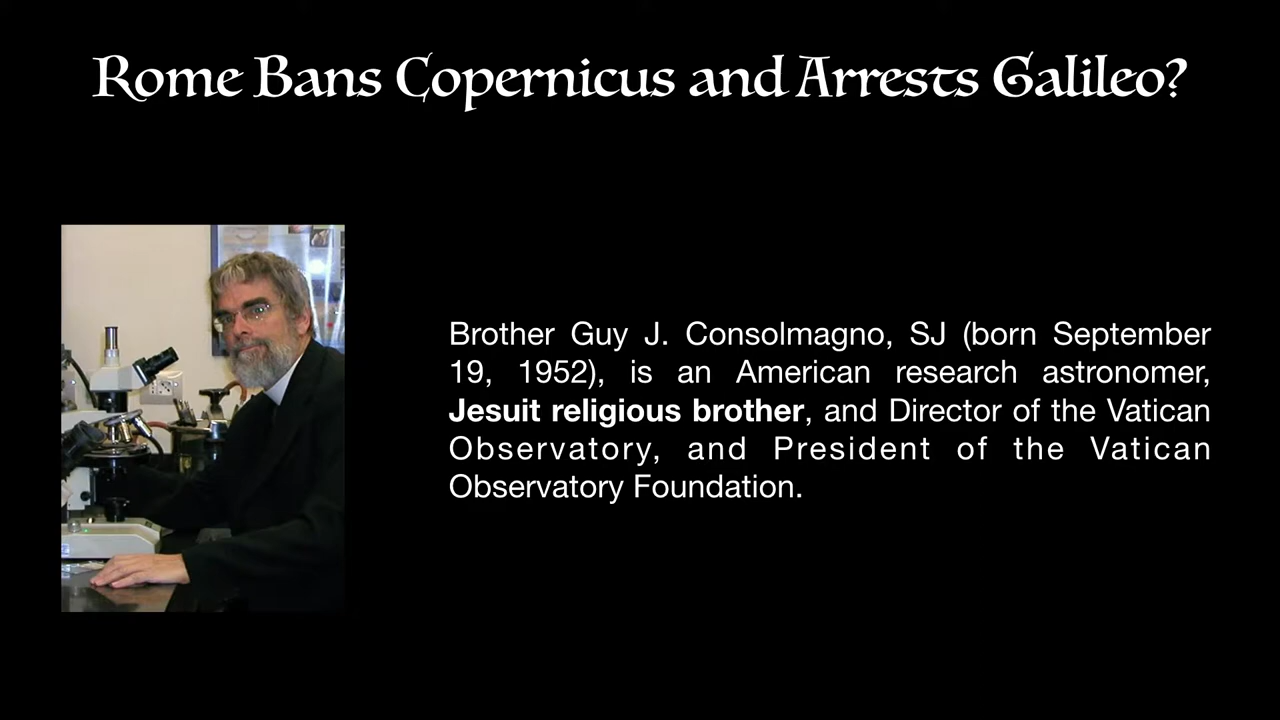 Rome Bans Copernicus and Arrests Galileo?
Brother Guy J. Consolmagno, SJ (born September
19, 1952), is an American research astronomer,
Jesuit religious brother, and Director of the Vatican
Observatory, and President of the Vatican
Observatory Foundation.